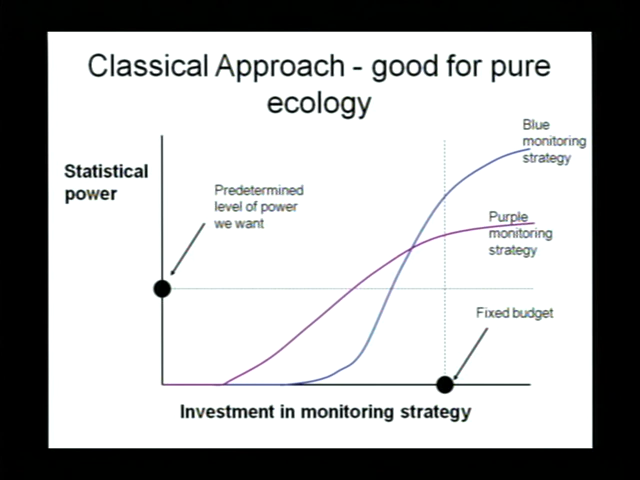 Classical Approach - good for pure
ecology
Blue
monitoring
strategy
Statistical
power
Predetermined
level of power
we want
Purple
monitoring
strategy
Fixed budget
Investment in monitoring strategy